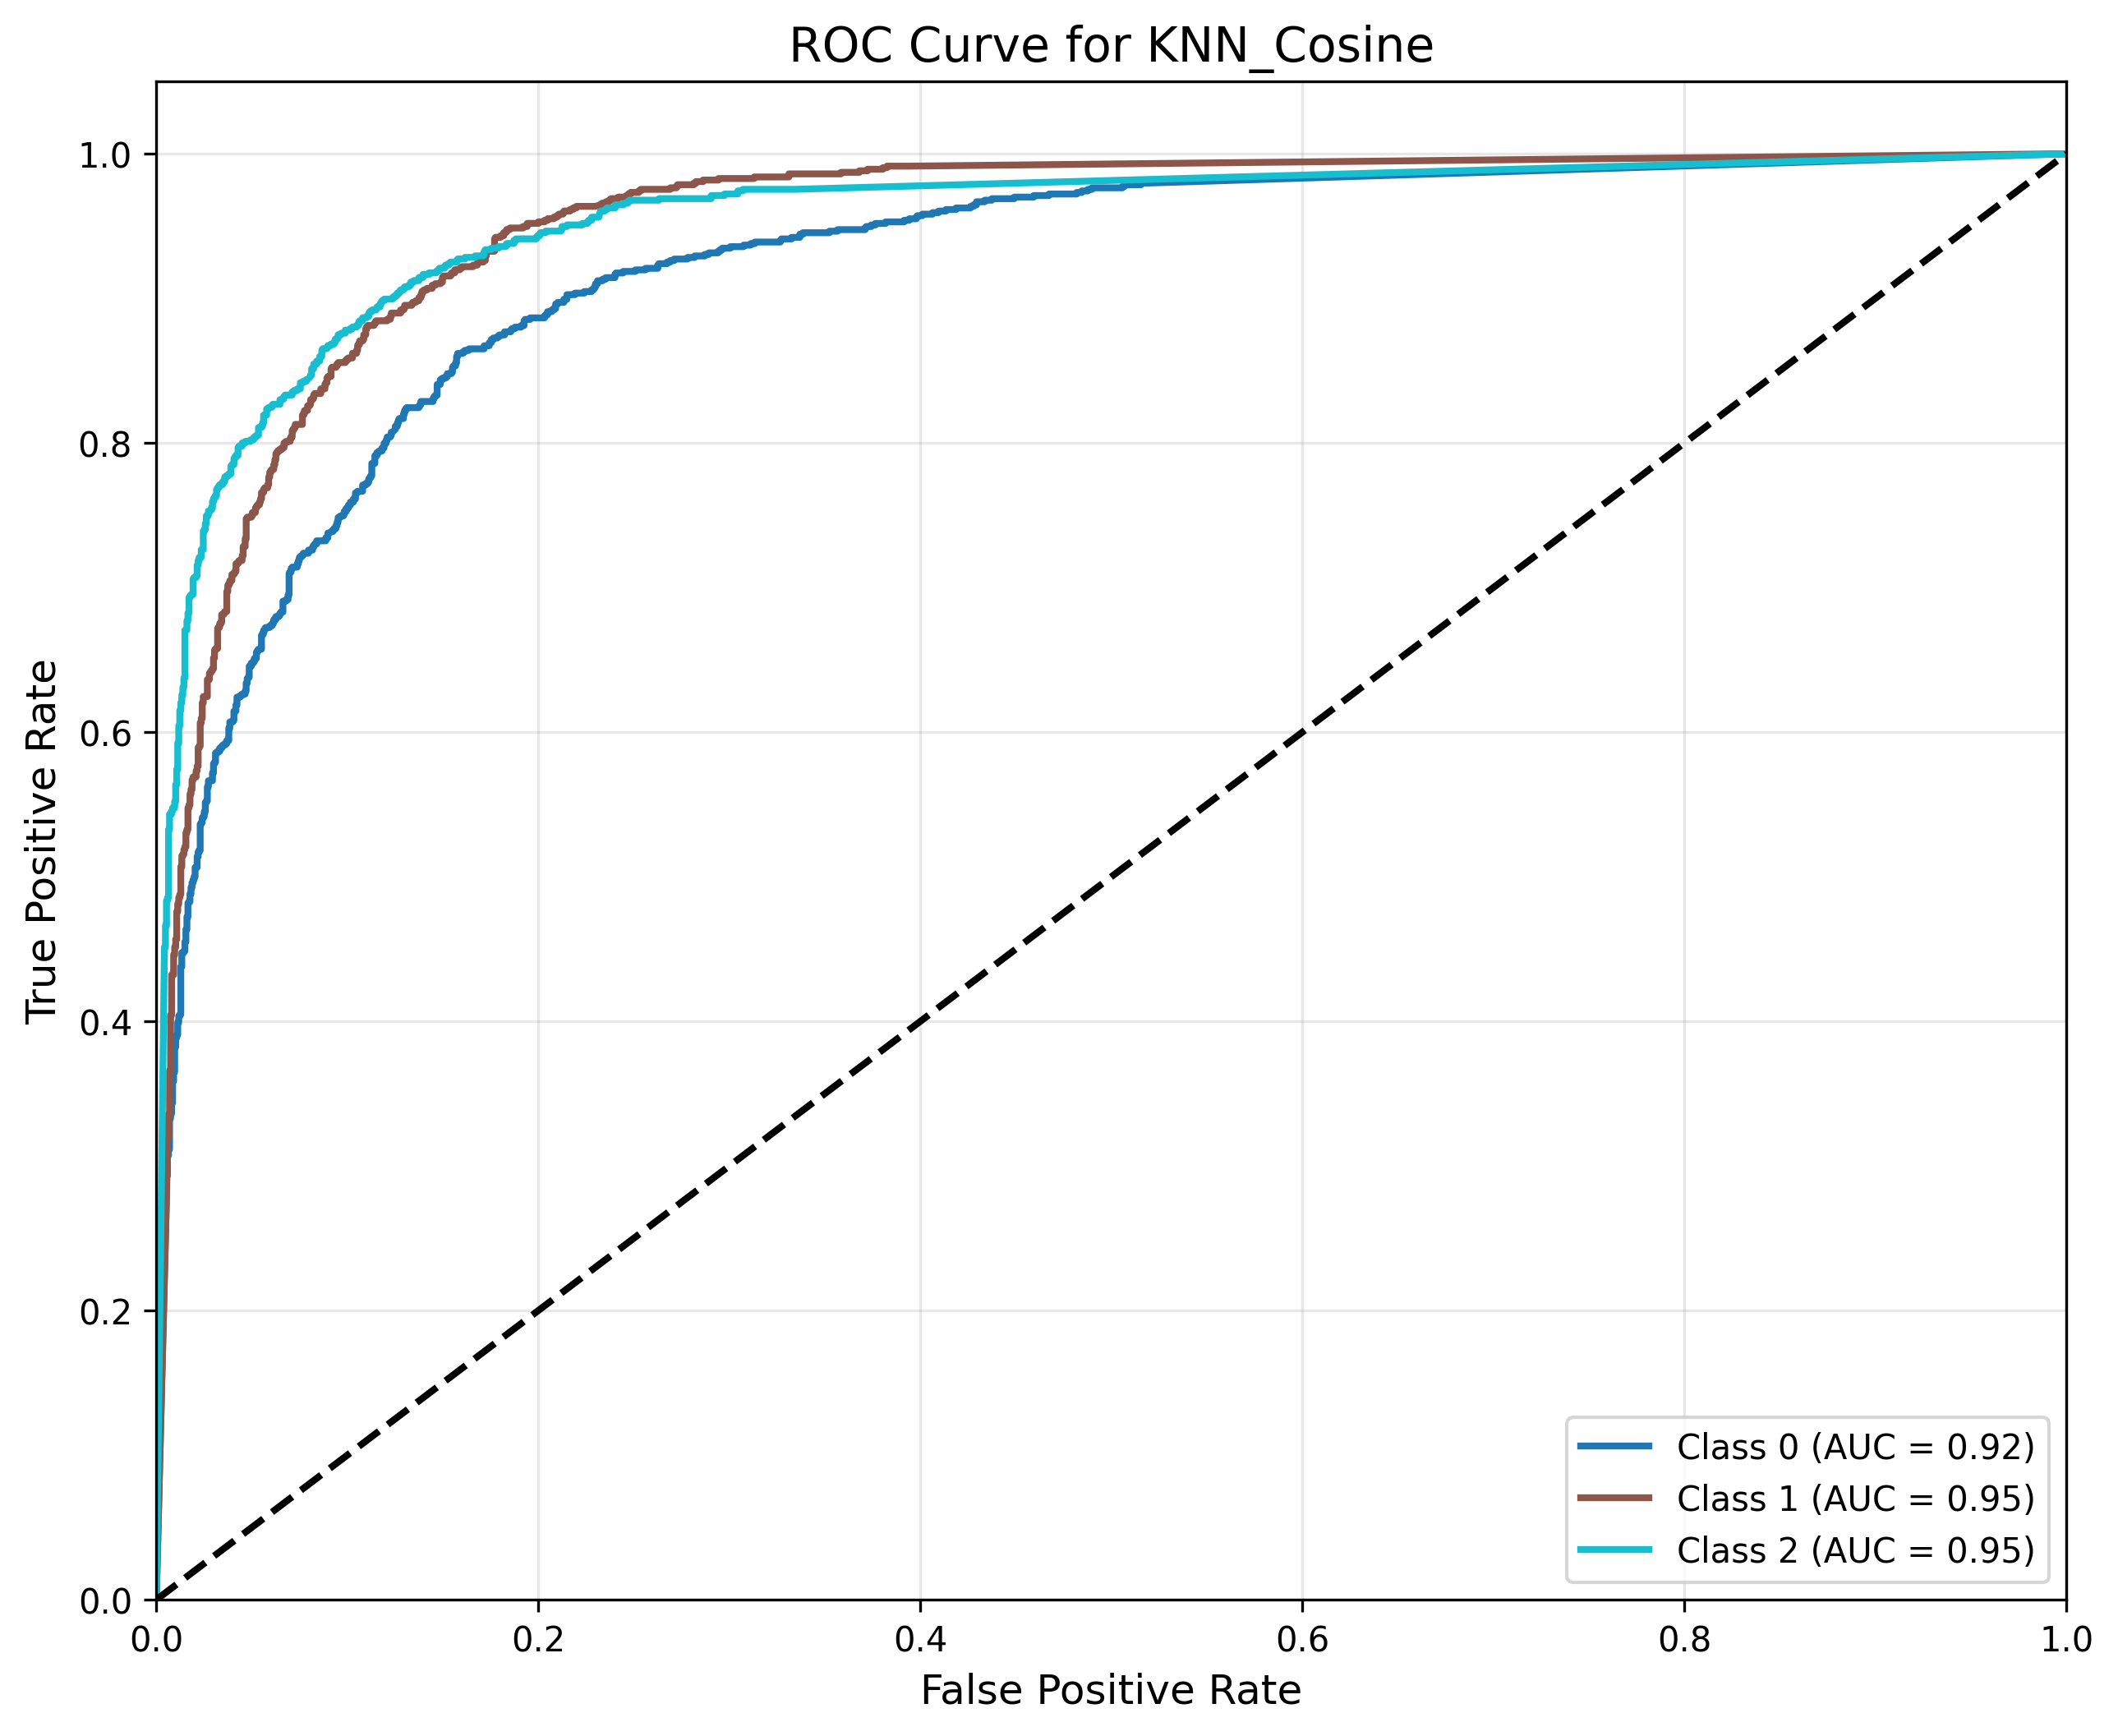 ROC Curve for KNN_Cosine
True Positive Rate
1.0
0.8
0.6
0.4
0.2
0.0
0.0 0.2 0.4 0.6 0.8 1.0
False Positive Rate
Class 0 (AUC = 0.92)
Class 1 (AUC = 0.95)
Class 2 (AUC = 0.95)